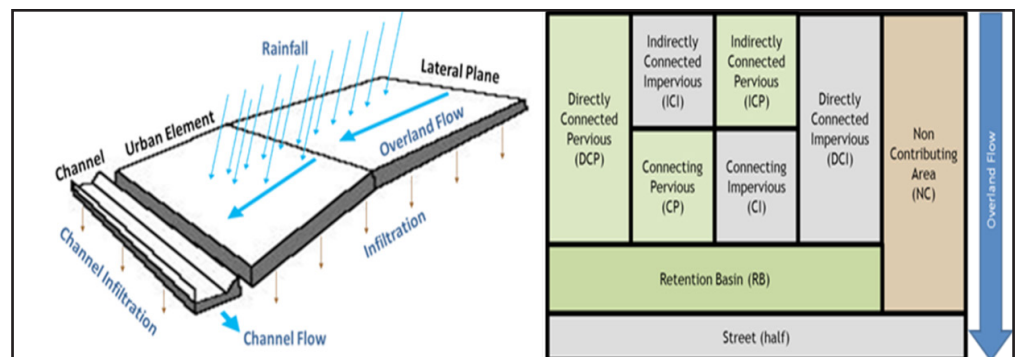 Rainfall
Lateral Plane
Urban Element
Overland Flow
Channel
Infiltration
Channel Infiltration
Channel Flow
Directly
Connected
Pervious
(DCP)
Indirectly
Connected
Impervious
(ICI)
Indirectly
Connected
Pervious
(ICP)
Connecting
Pervious
(CP)
Connecting
Impervious
(CI)
Directly
Connected
Impervious
(DCI)
Non
Contributing
Area
(NC)
Retention Basin (RB)
Street (half)
Overland Flow